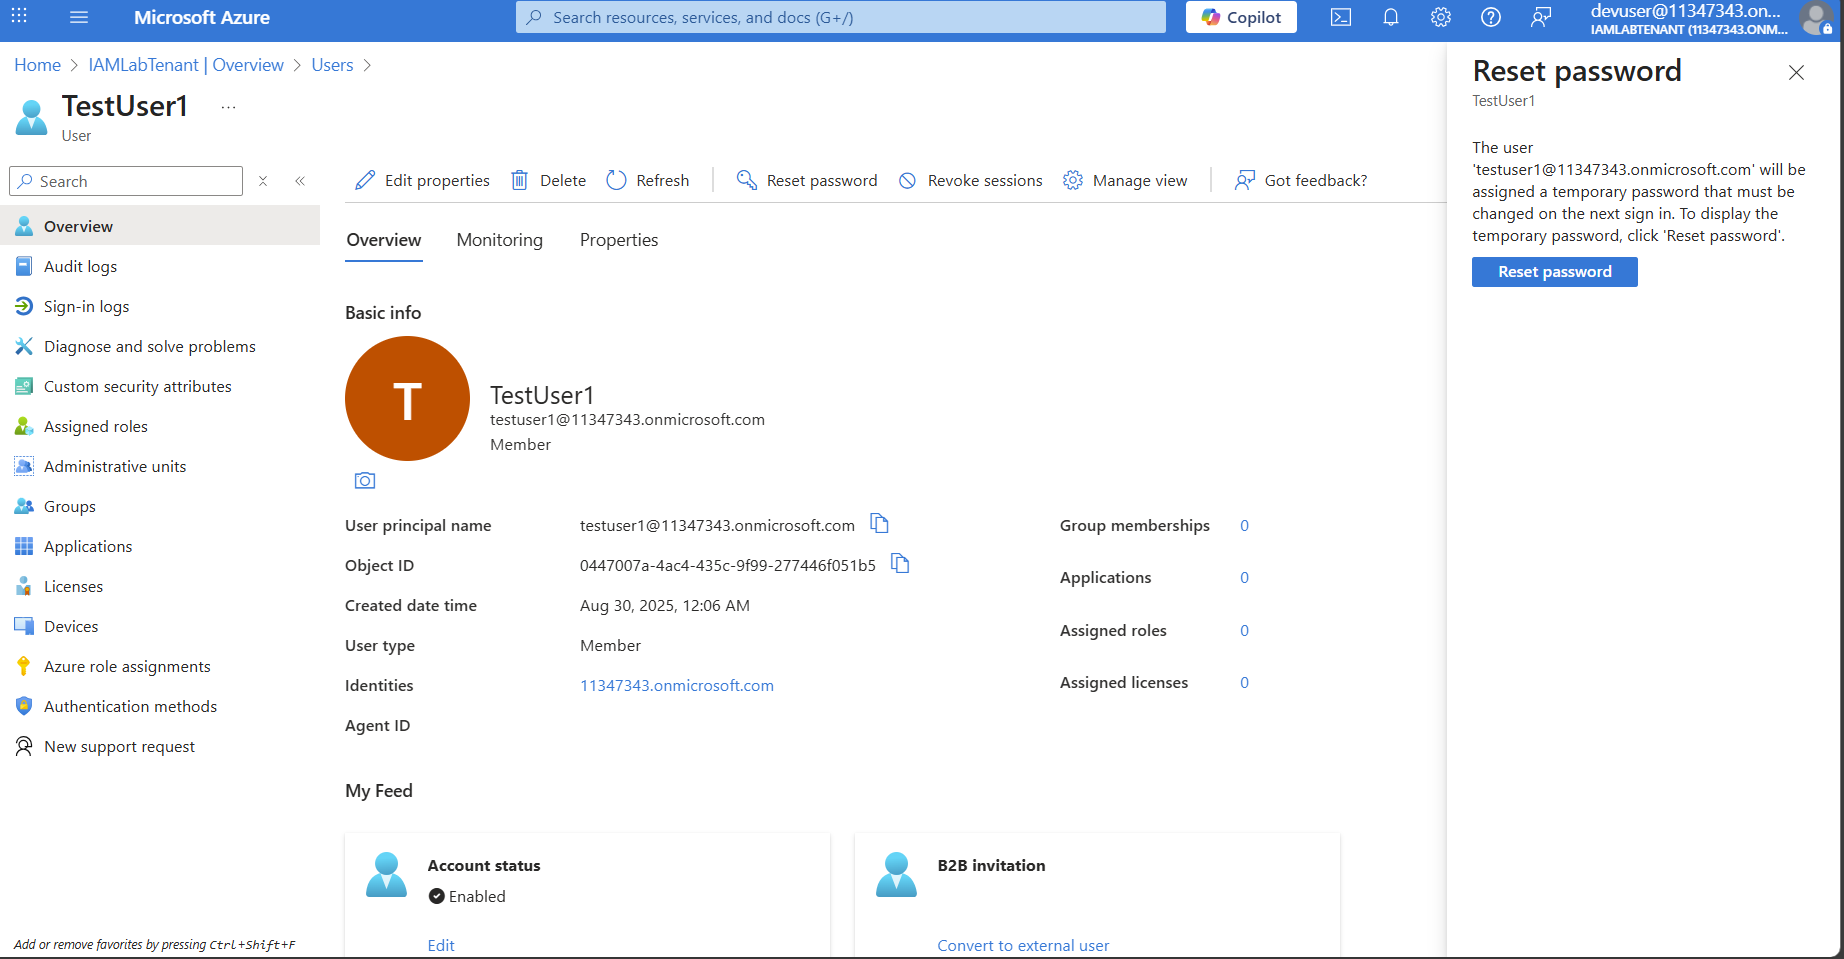 Microsoft Azure
Search resources, services, and docs (G+/)
Copilot
devuser@11347343.on...
IAMLABTENANT (11347343.ONM...
Home > IAMLabTenant | Overview > Users >
TestUser1 ...
User
Search
Overview
Audit logs
Sign-in logs
Diagnose and solve problems
Custom security attributes
Assigned roles
Administrative units
Groups
Applications
Licenses
Devices
Azure role assignments
Authentication methods
New support request
Add or remove favorites by pressing Ctrl+Shift+F
Edit properties Delete Refresh Reset password Revoke sessions Manage view Got feedback?
Overview Monitoring Properties
Basic info
T
TestUser1
testuser1@11347343.onmicrosoft.com
Member
User principal name testuser1@11347343.onmicrosoft.com
Object ID 0447007a-4ac4-435c-9f99-277446f051b5
Created date time Aug 30, 2025, 12:06 AM
User type Member
Identities 11347343.onmicrosoft.com
Agent ID
Group memberships 0
Applications 0
Assigned roles 0
Assigned licenses 0
My Feed
Account status
Enabled
Edit
B2B invitation
Convert to external user
Reset password
TestUser1
The user
'testuser1@11347343.onmicrosoft.com' will be
assigned a temporary password that must be
changed on the next sign in. To display the
temporary password, click 'Reset password'.
Reset password